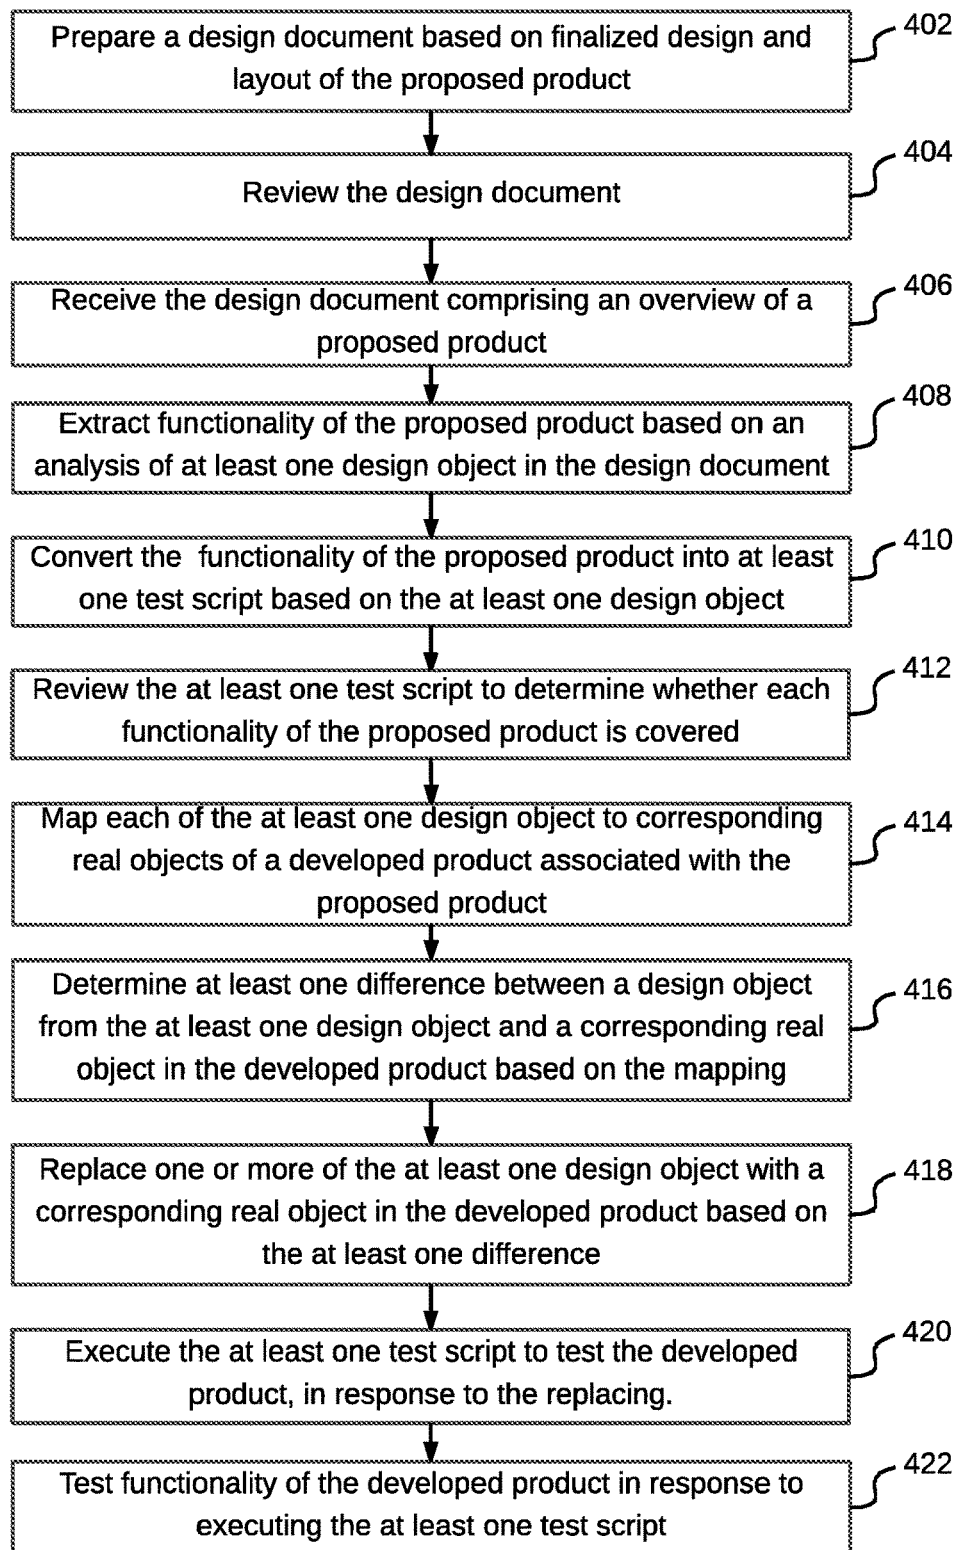 Prepare a design document based on finalized design and
layout of the proposed product
402
Review the design document
404
Receive the design document comprising an overview of a
proposed product
406
Extract functionality of the proposed product based on an
analysis of at least one design object in the design document
408
Convert the functionality of the proposed product into at least
one test script based on the at least one design object
410
Review the at least one test script to determine whether each
functionality of the proposed product is covered
412
Map each of the at least one design object to corresponding
real objects of a developed product associated with the
proposed product
414
Determine at least one difference between a design object
from the at least one design object and a corresponding real
object in the developed product based on the mapping
416
Replace one or more of the at least one design object with a
corresponding real object in the developed product based on
the at least one difference
418
Execute the at least one test script to test the developed
product, in response to the replacing.
420
Test functionality of the developed product in response to
executing the at least one test script
422